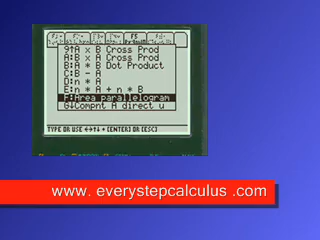 9↑A x B Cross Prod
A:B x A Cross Prod
B:A * B Dot Product
C:B - A
D:n * A
E:n * A + n * B
F:Area parallelogram
G↓Compnt A direct u
TYPE OR USE ←→↑↓ + [ENTER] OR [ESC]
www. everystepcalculus .com